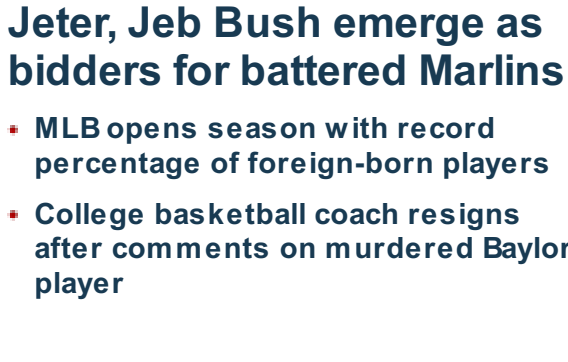 Jeter, Jeb Bush emerge as
bidders for battered Marlins
MLB opens season with record
percentage of foreign-born players
College basketball coach resigns
after comments on murdered Baylor
player